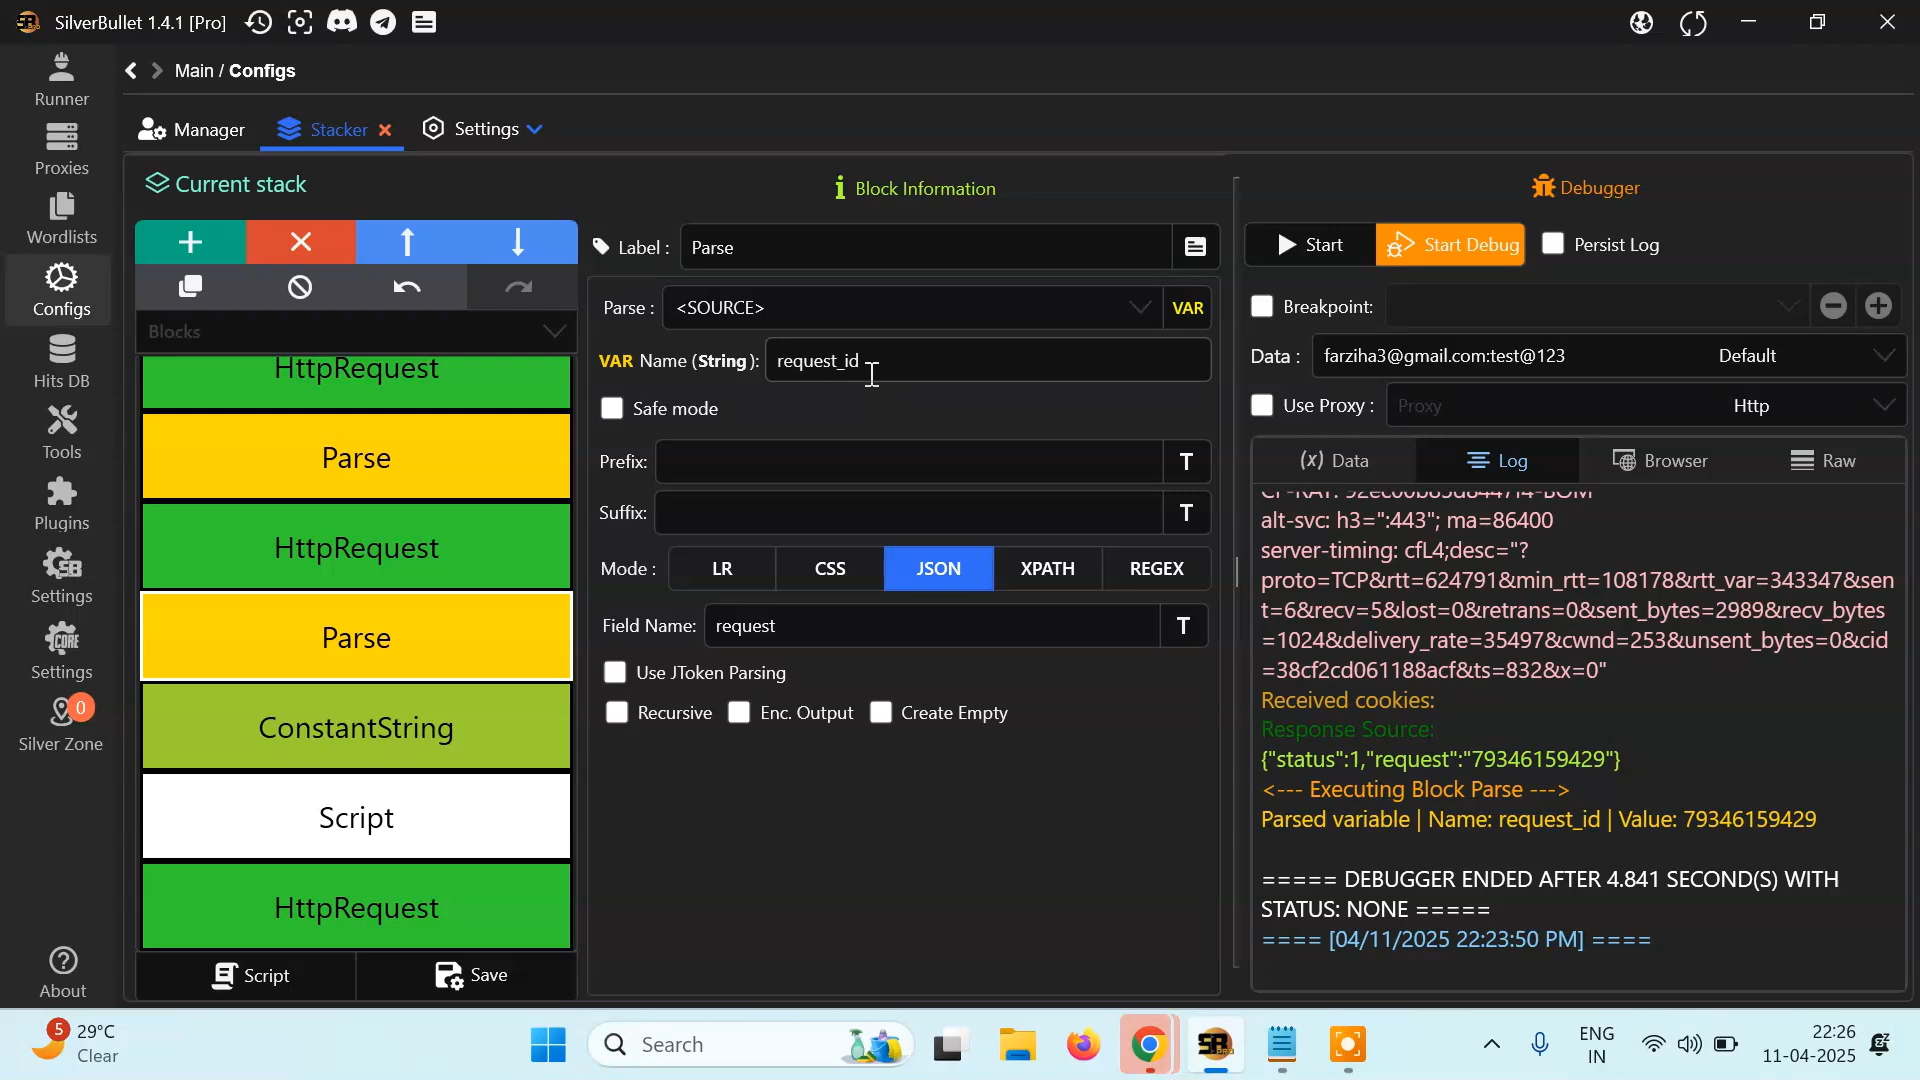 SilverBullet 1.4.1 [Pro]
Main / Configs
Runner
Proxies
Wordlists
Configs
Hits DB
Tools
Plugins
Settings
Settings
0
Silver Zone
About
Manager
Stacker
Settings
Current stack
Blocks
HttpRequest
Parse
HttpRequest
Parse
ConstantString
Script
HttpRequest
Script
Save
Block Information
Label :
Parse
Parse :
<SOURCE>
VAR
VAR Name (String ):
request_id
Safe mode
Prefix:
T
Suffix:
T
Mode :
LR
CSS
JSON
XPATH
REGEX
Field Name:
request
T
Use JToken Parsing
Recursive
Enc. Output
Create Empty
Debugger
Start
Start Debug
Persist Log
Breakpoint:
Data :
farziha3@gmail.com:test@123
Default
Use Proxy :
Proxy
Http
(x) Data
Log
Browser
Raw
alt-svc: h3=":443"; ma=86400
server-timing: cfL4;desc="?
proto=TCP&rtt=624791&min_rtt=108178&rtt_var=343347&sen
t=6&recv=5&lost=0&retrans=0&sent_bytes=2989&recv_bytes
=1024&delivery_rate=35497&cwnd=253&unsent_bytes=0&cid
=38cf2cd061188acf&ts=832&x=0"
Received cookies:
Response Source:
{"status":1,"request":"79346159429"}
<--- Executing Block Parse --->
Parsed variable | Name: request_id | Value: 79346159429
===== DEBUGGER ENDED AFTER 4.841 SECOND(S) WITH
STATUS: NONE =====
==== [04/11/2025 22:23:50 PM] ====
5
29°C
Clear
Search
ENG
IN
22:26
11-04-2025